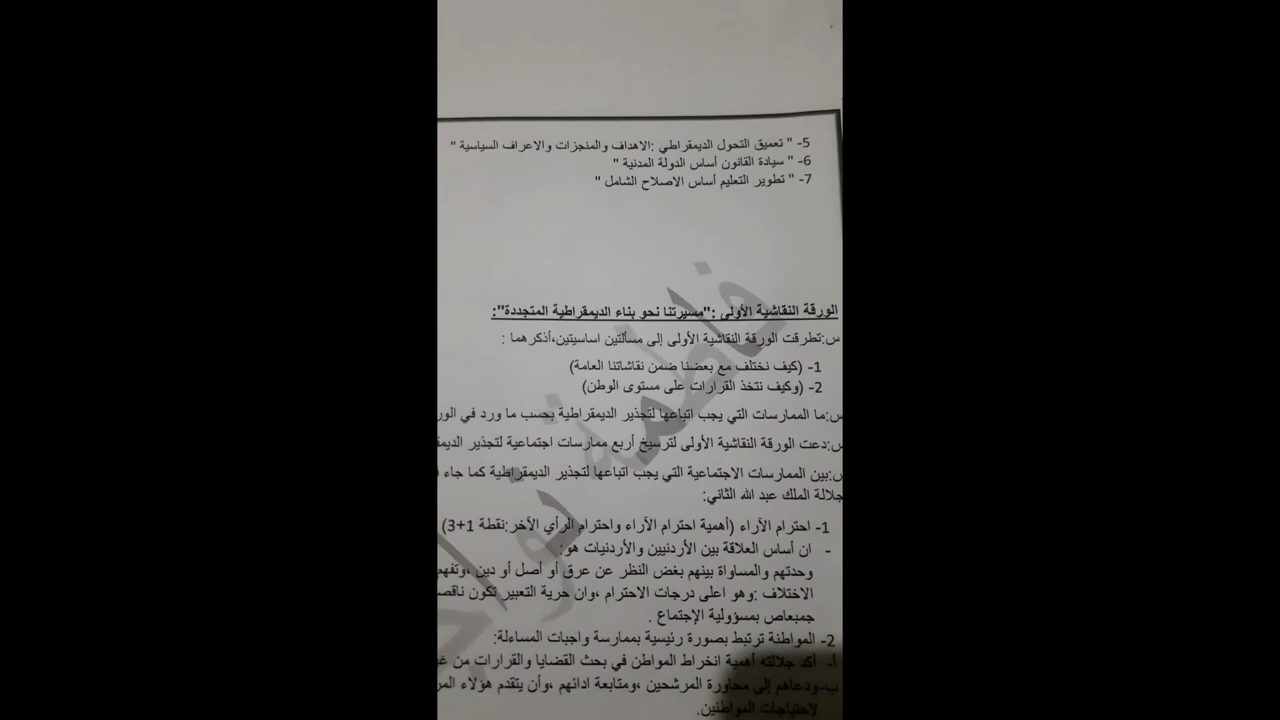 5- " تعميق التحول الديمقراطي :الاهداف والمنجزات والاعراف السياسية "
6- " سيادة القانون أساس الدولة المدنية "
7- " تطوير التعليم أساس الاصلاح الشامل "
الورقة النقاشية الأولى :"مسيرتنا نحو بناء الديمقراطية المتجددة":
س:تطرقت الورقة النقاشية الأولى إلى مسألتين اساسيتين،أذكرهما :
1- (كيف نختلف مع بعضنا ضمن نقاشاتنا العامة)
2- (وكيف نتخذ القرارات على مستوى الوطن)
س:ما الممارسات التي يجب اتباعها لتجذير الديمقراطية بحسب ما ورد في الور
س:دعت الورقة النقاشية الأولى لترسيخ أربع ممارسات اجتماعية لتجذير الديمق
س:بين الممارسات الاجتماعية التي يجب اتباعها لتجذير الديمقراطية كما جاء
جلالة الملك عبد الله الثاني:
1- احترام الآراء (أهمية احترام الآراء واحترام الرأي الآخر:نقطة 1+3)
- ان أساس العلاقة بين الأردنيين والأردنيات هو:
وحدتهم والمساواة بينهم بغض النظر عن عرق أو أصل أو دين ،وتفهم
الاختلاف :وهو اعلى درجات الاحترام ،وان حرية التعبير تكون ناقص
بمسؤولية الإجتماع .
2- المواطنة ترتبط بصورة رئيسية بممارسة واجبات المساءلة:
أ- أكد جلالته أهمية انخراط المواطن في بحث القضايا والقرارات من غ
ب-ودعاهم إلى محاورة المرشحين ،ومتابعة ادائهم ،وأن يتقدم هؤلاء المر
لاحتياجات المواطنين.
فاطمة